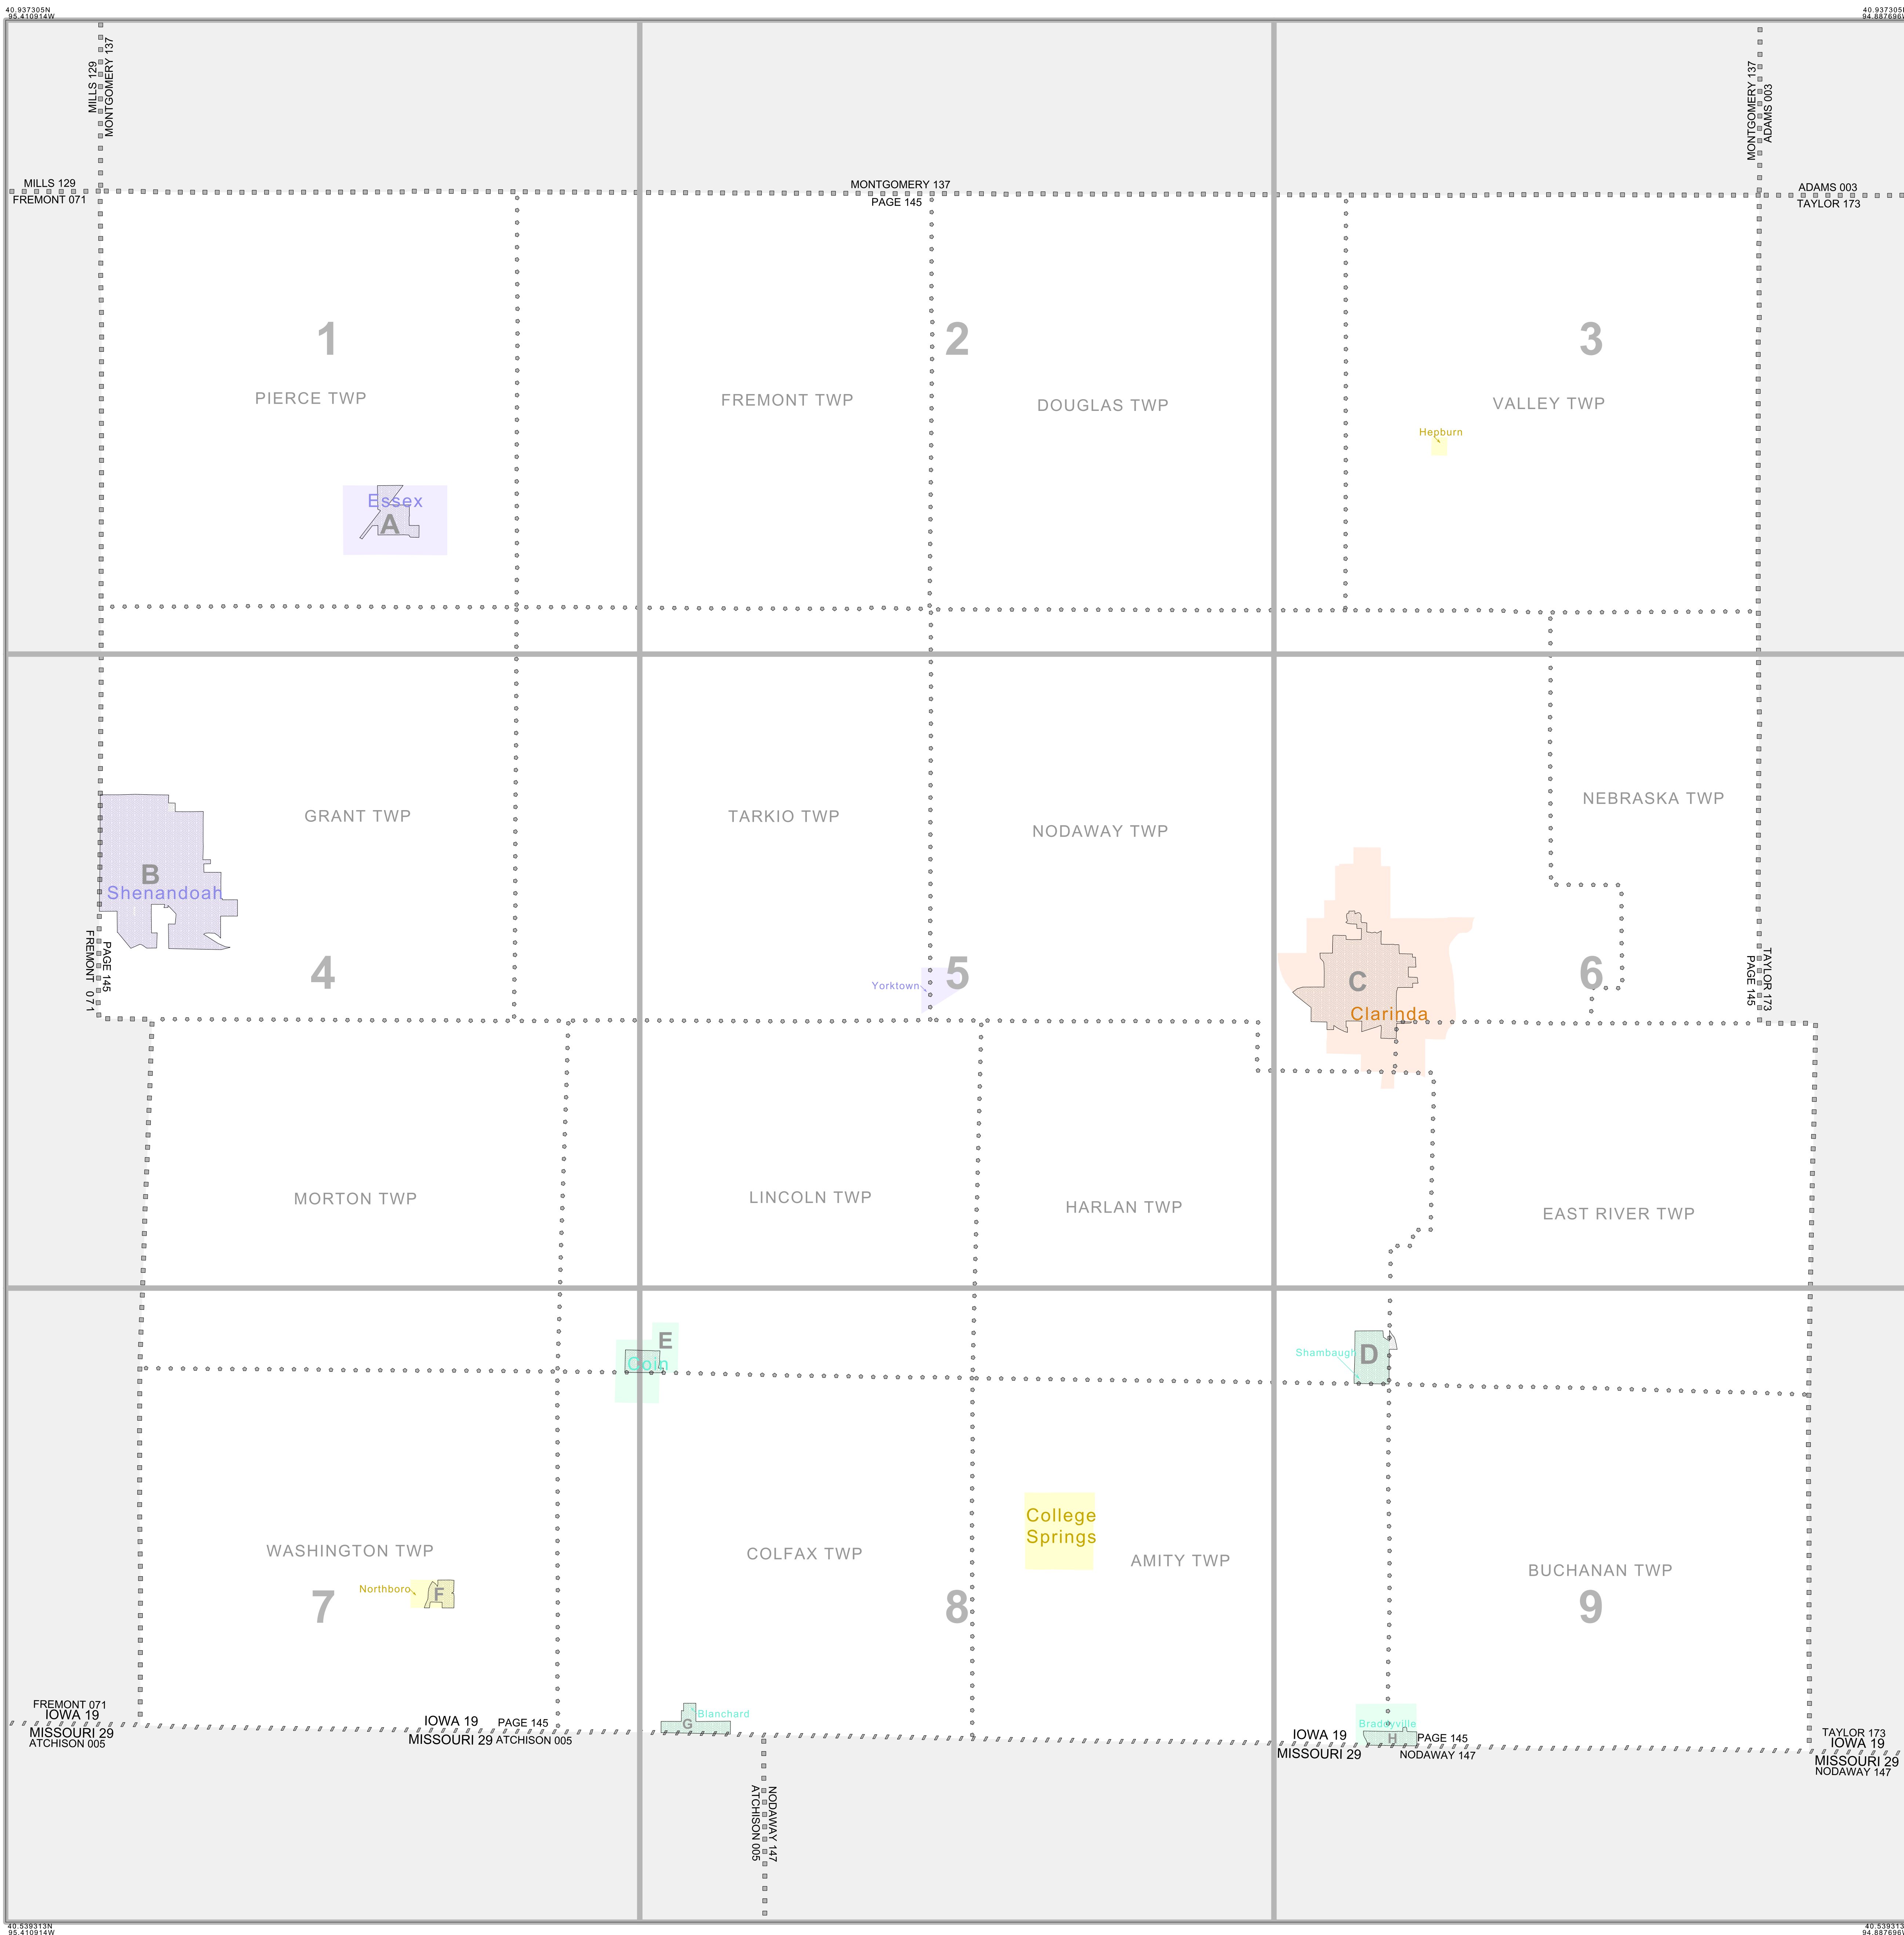 40.937305N
95.410914W
40.937305N
94.887696W
MILLS 129
MONTGOMERY 137
MONTGOMERY 137
ADAMS 003
MILLS 129
FREMONT 071
MONTGOMERY 137
PAGE 145
ADAMS 003
TAYLOR 173
1
2
3
PIERCE TWP
FREMONT TWP
DOUGLAS TWP
VALLEY TWP
Hepburn
Essex
A
GRANT TWP
TARKIO TWP
NODAWAY TWP
NEBRASKA TWP
B
Shenandoah
FREMONT 071
PAGE 145
4
5
6
Yorktown
C
Clarinda
TAYLOR 173
PAGE 145
MORTON TWP
LINCOLN TWP
HARLAN TWP
EAST RIVER TWP
E
Coin
Shambaugh
D
College
Springs
WASHINGTON TWP
COLFAX TWP
AMITY TWP
BUCHANAN TWP
Northboro
F
7
8
9
FREMONT 071
IOWA 19
MISSOURI 29
ATCHISON 005
IOWA 19
PAGE 145
MISSOURI 29
ATCHISON 005
Blanchard
G
Braddyville
H
IOWA 19
PAGE 145
MISSOURI 29
NODAWAY 147
TAYLOR 173
IOWA 19
MISSOURI 29
NODAWAY 147
NODAWAY 147
ATCHISON 005
40.539313N
95.410914W
40.539313
94.887696W